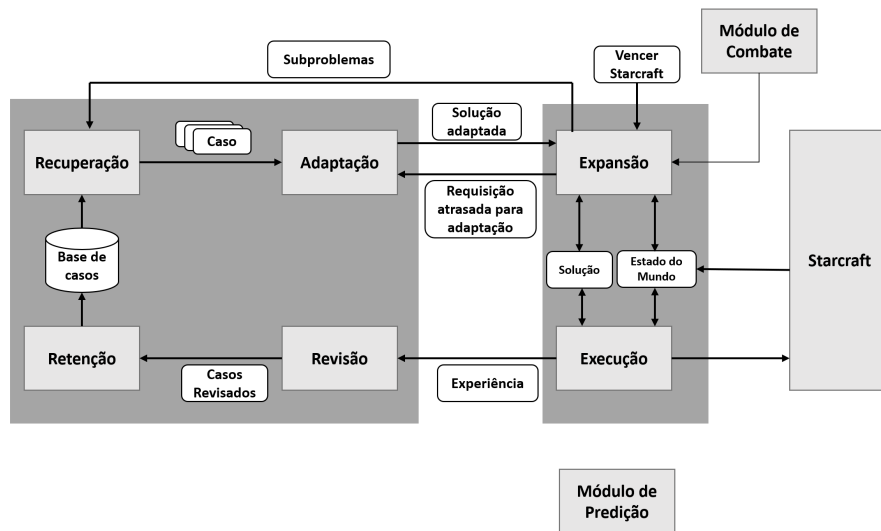 Módulo de
Combate
Vencer
Starcraft
Subproblemas
Solução
adaptada
Caso
Recuperação
Adaptação
Expansão
Requisição
atrasada para
adaptação
Base de
casos
Solução
Estado do
Mundo
Starcraft
Retenção
Revisão
Execução
Casos
Revisados
Experiência
Módulo de
Predição